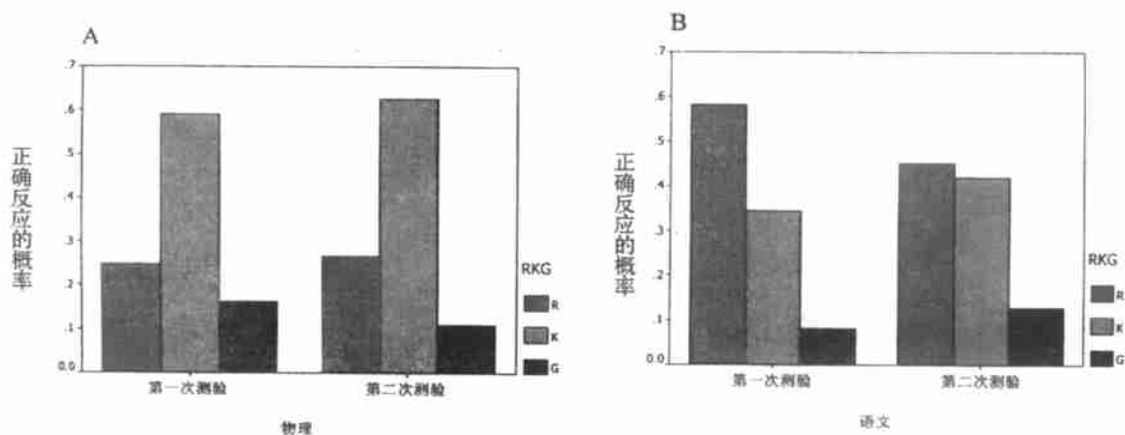 A
.7
.6
.5
.4
.3
.2
.1
0.0
正确反应的概率
第一次测验
第二次测验
物理
RKG
R
K
G
B
.7
.6
.5
.4
.3
.2
.1
0.0
正确反应的概率
第一次测验
第二次测验
语文
RKG
R
K
G